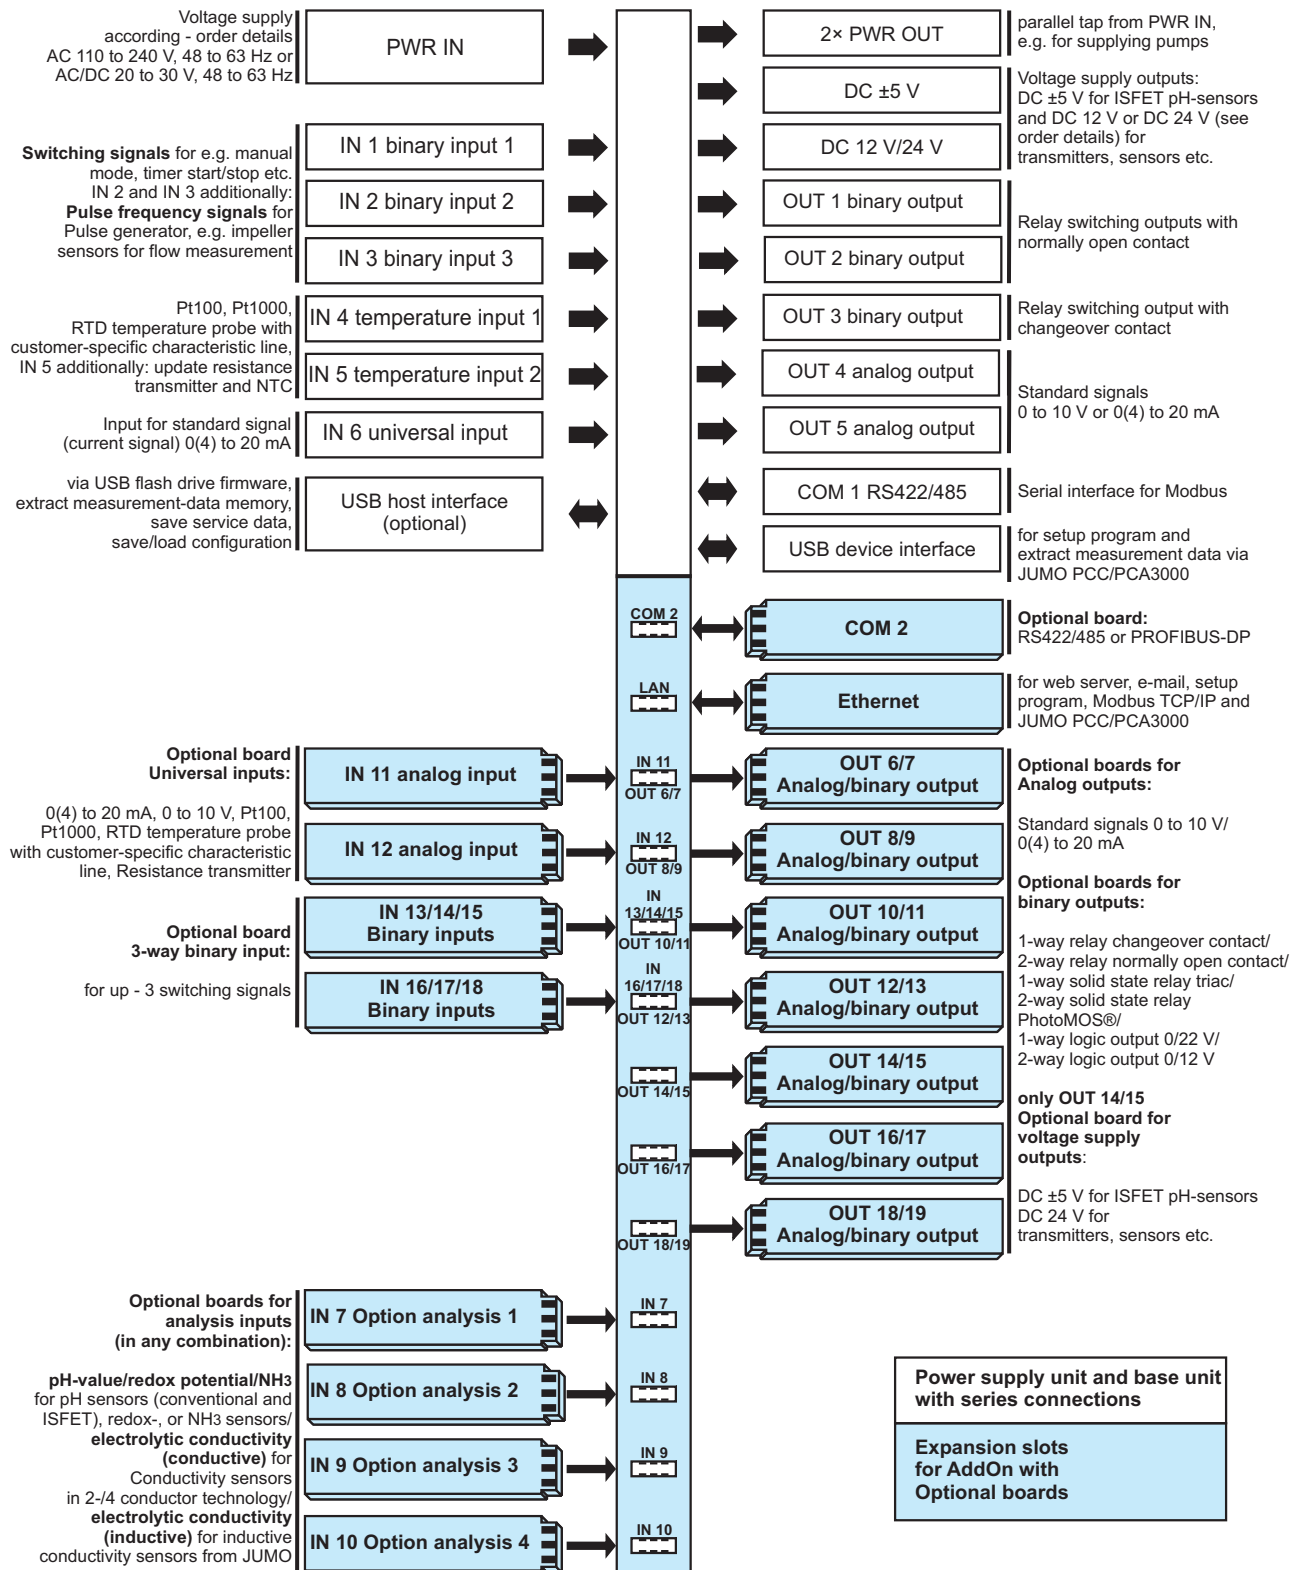 Voltage supply
according - order details
AC 110 to 240 V, 48 to 63 Hz or
AC/DC 20 to 30 V, 48 to 63 Hz
PWR IN
2× PWR OUT
parallel tap from PWR IN,
e.g. for supplying pumps
DC ±5 V
DC 12 V/24 V
Voltage supply outputs:
DC ±5 V for ISFET pH-sensors
and DC 12 V or DC 24 V (see
order details) for
transmitters, sensors etc.
Switching signals for e.g. manual
mode, timer start/stop etc.
IN 2 and IN 3 additionally:
Pulse frequency signals for
Pulse generator, e.g. impeller
sensors for flow measurement
IN 1 binary input 1
IN 2 binary input 2
IN 3 binary input 3
OUT 1 binary output
OUT 2 binary output
Relay switching outputs with
normally open contact
Pt100, Pt1000,
RTD temperature probe with
customer-specific characteristic line,
IN 5 additionally: update resistance
transmitter and NTC
IN 4 temperature input 1
IN 5 temperature input 2
OUT 3 binary output
Relay switching output with
changeover contact
OUT 4 analog output
OUT 5 analog output
Standard signals
0 to 10 V or 0(4) to 20 mA
Input for standard signal
(current signal) 0(4) to 20 mA
IN 6 universal input
via USB flash drive firmware,
extract measurement-data memory,
save service data,
save/load configuration
USB host interface
(optional)
COM 1 RS422/485
Serial interface for Modbus
USB device interface
for setup program and
extract measurement data via
JUMO PCC/PCA3000
COM 2
COM 2
Optional board:
RS422/485 or PROFIBUS-DP
LAN
Ethernet
for web server, e-mail, setup
program, Modbus TCP/IP and
JUMO PCC/PCA3000
Optional board
Universal inputs:
0(4) to 20 mA, 0 to 10 V, Pt100,
Pt1000, RTD temperature probe
with customer-specific characteristic
line, Resistance transmitter
IN 11 analog input
IN 12 analog input
IN 11
OUT 6/7
IN 12
OUT 8/9
OUT 6/7
Analog/binary output
OUT 8/9
Analog/binary output
Optional boards for
Analog outputs:
Standard signals 0 to 10 V/
0(4) to 20 mA
Optional boards for
binary outputs:
1-way relay changeover contact/
2-way relay normally open contact/
1-way solid state relay triac/
2-way solid state relay
PhotoMOS®/
1-way logic output 0/22 V/
2-way logic output 0/12 V
only OUT 14/15
Optional board for
voltage supply
outputs:
DC ±5 V for ISFET pH-sensors
DC 24 V for
transmitters, sensors etc.
Optional board
3-way binary input:
for up - 3 switching signals
IN 13/14/15
Binary inputs
IN 16/17/18
Binary inputs
IN
13/14/15
OUT 10/11
IN
16/17/18
OUT 12/13
OUT 14/15
OUT 16/17
OUT 18/19
OUT 10/11
Analog/binary output
OUT 12/13
Analog/binary output
OUT 14/15
Analog/binary output
OUT 16/17
Analog/binary output
OUT 18/19
Analog/binary output
Optional boards for
analysis inputs
(in any combination):
pH-value/redox potential/NH3
for pH sensors (conventional and
ISFET), redox-, or NH3 sensors/
electrolytic conductivity
(conductive) for
Conductivity sensors
in 2-/4 conductor technology/
electrolytic conductivity
(inductive) for inductive
conductivity sensors from JUMO
IN 7 Option analysis 1
IN 8 Option analysis 2
IN 9 Option analysis 3
IN 10 Option analysis 4
IN 7
IN 8
IN 9
IN 10
Power supply unit and base unit
with series connections
Expansion slots
for AddOn with
Optional boards